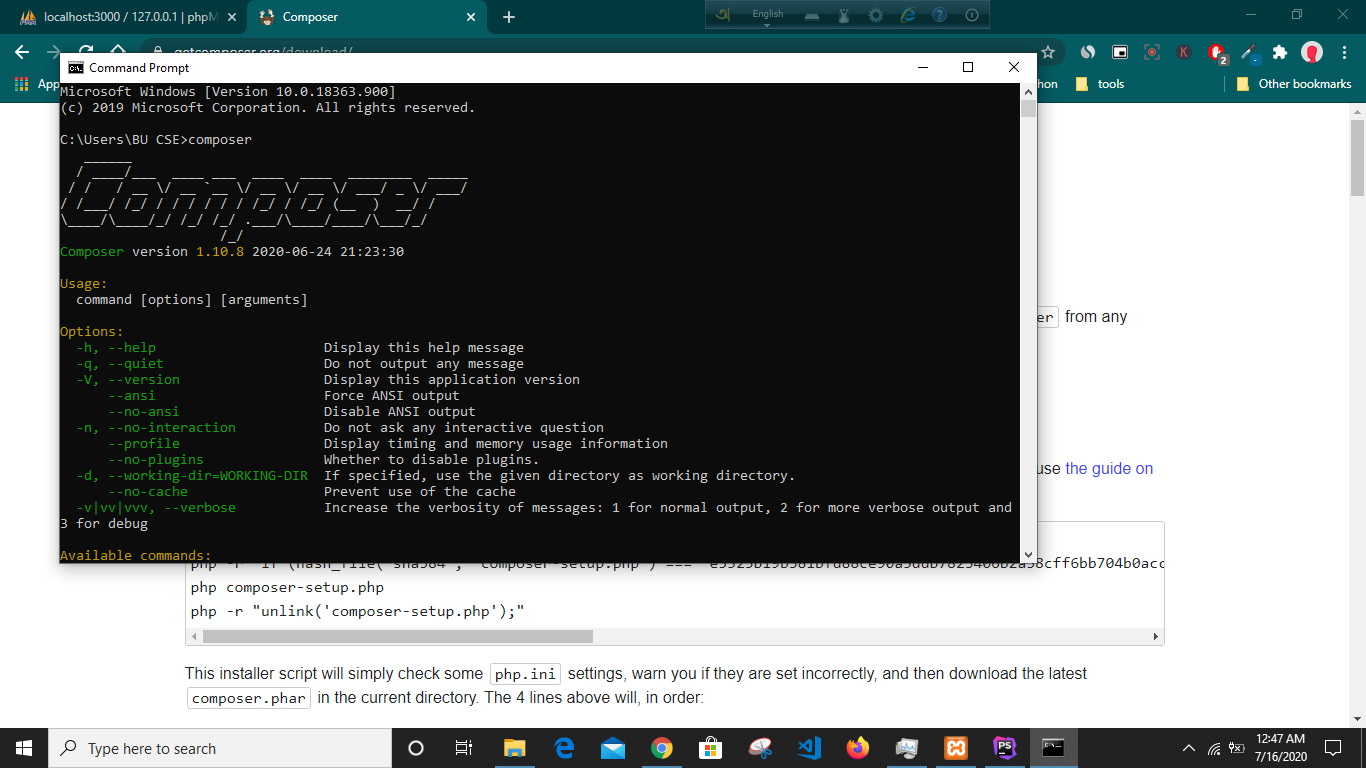 localhost:3000 / 127.0.0.1 | phpM
Composer
English
getcomposer.org/download/
2
App
hon
tools
Other bookmarks
Command Prompt
Microsoft Windows [Version 10.0.18363.900]
(c) 2019 Microsoft Corporation. All rights reserved.
C:\Users\BU CSE>composer
Composer
Composer version 1.10.8 2020-06-24 21:23:30
Usage:
command [options] [arguments]
Options:
-h, --help Display this help message
-q, --quiet Do not output any message
-V, --version Display this application version
--ansi Force ANSI output
--no-ansi Disable ANSI output
-n, --no-interaction Do not ask any interactive question
--profile Display timing and memory usage information
--no-plugins Whether to disable plugins.
-d, --working-dir=WORKING-DIR If specified, use the given directory as working directory.
--no-cache Prevent use of the cache
-v|vv|vvv, --verbose Increase the verbosity of messages: 1 for normal output, 2 for more verbose output and
3 for debug
Available commands:
er from any
use the guide on
php composer-setup.php
php -r "unlink('composer-setup.php');"
This installer script will simply check some php.ini settings, warn you if they are set incorrectly, and then download the latest
composer.phar in the current directory. The 4 lines above will, in order:
Type here to search
12:47 AM
7/16/2020